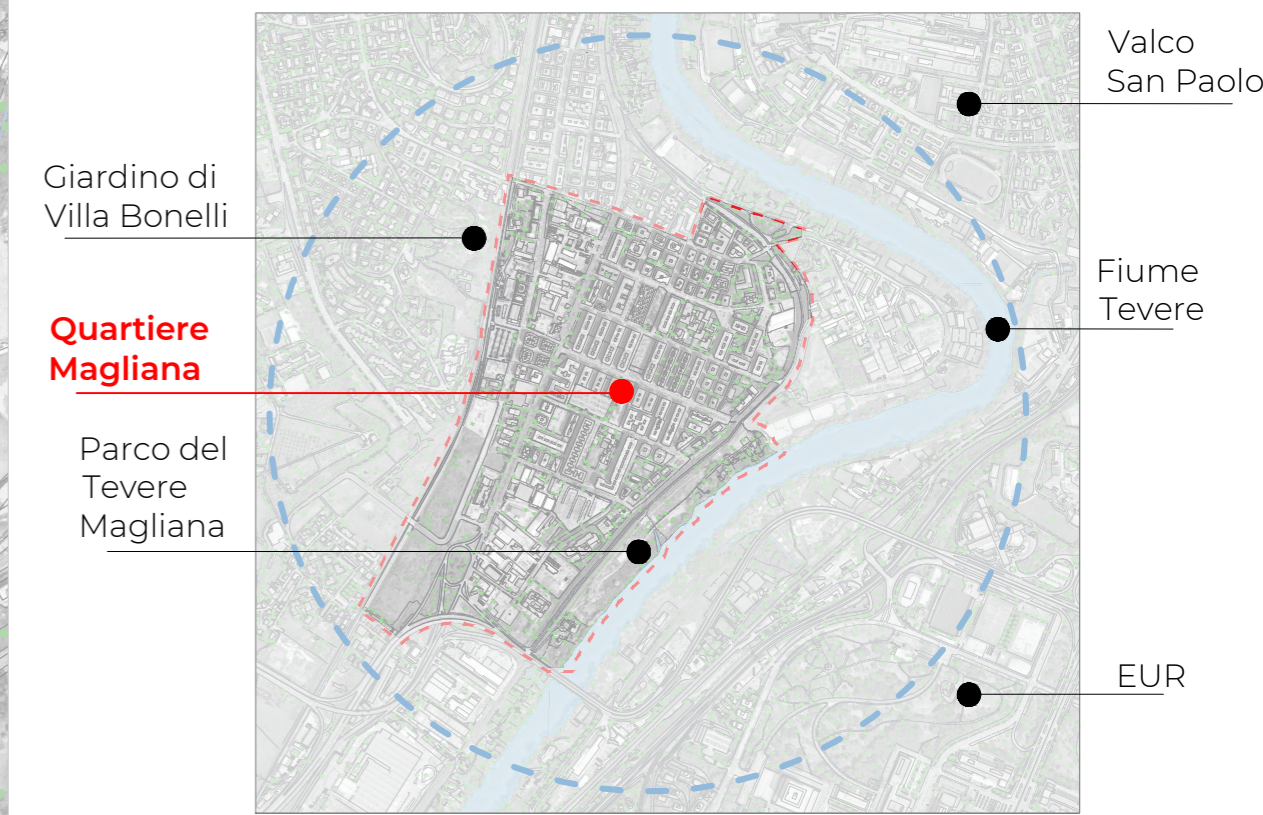 Giardino di
Villa Bonelli
Quartiere
Magliana
Parco del
Tevere
Magliana
Valco
San Paolo
Fiume
Tevere
EUR